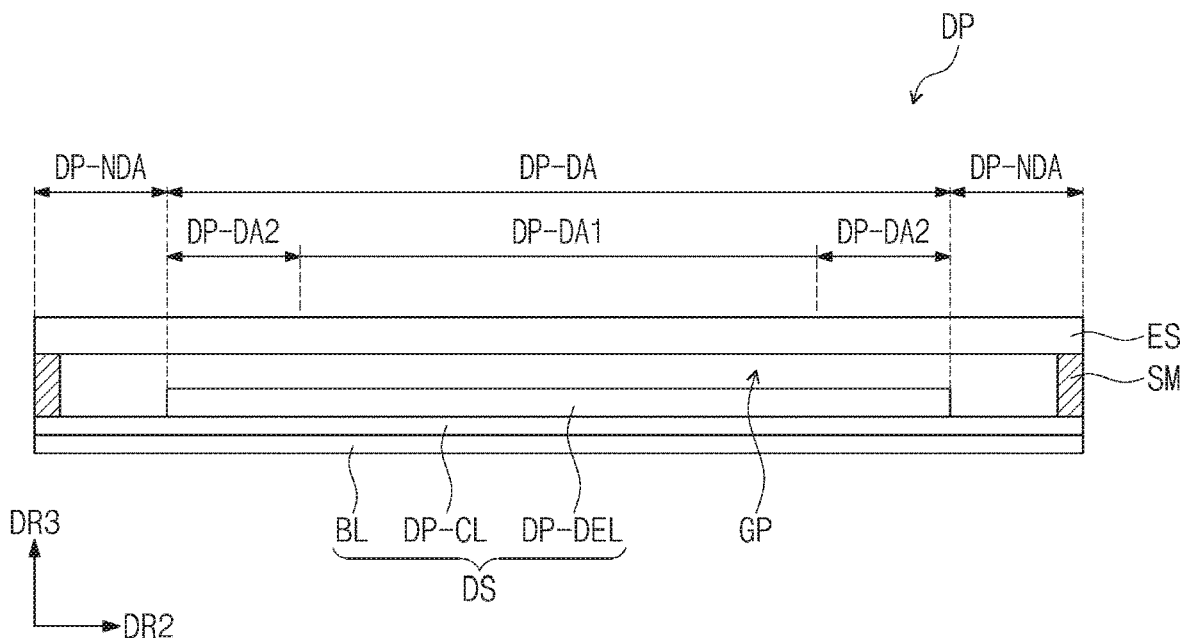 DP
DP-NDA DP-DA DP-NDA
DP-DA2 DP-DA1 DP-DA2
ES
SM
BL DP-CL DP-DEL GP
DS
DR3
DR2